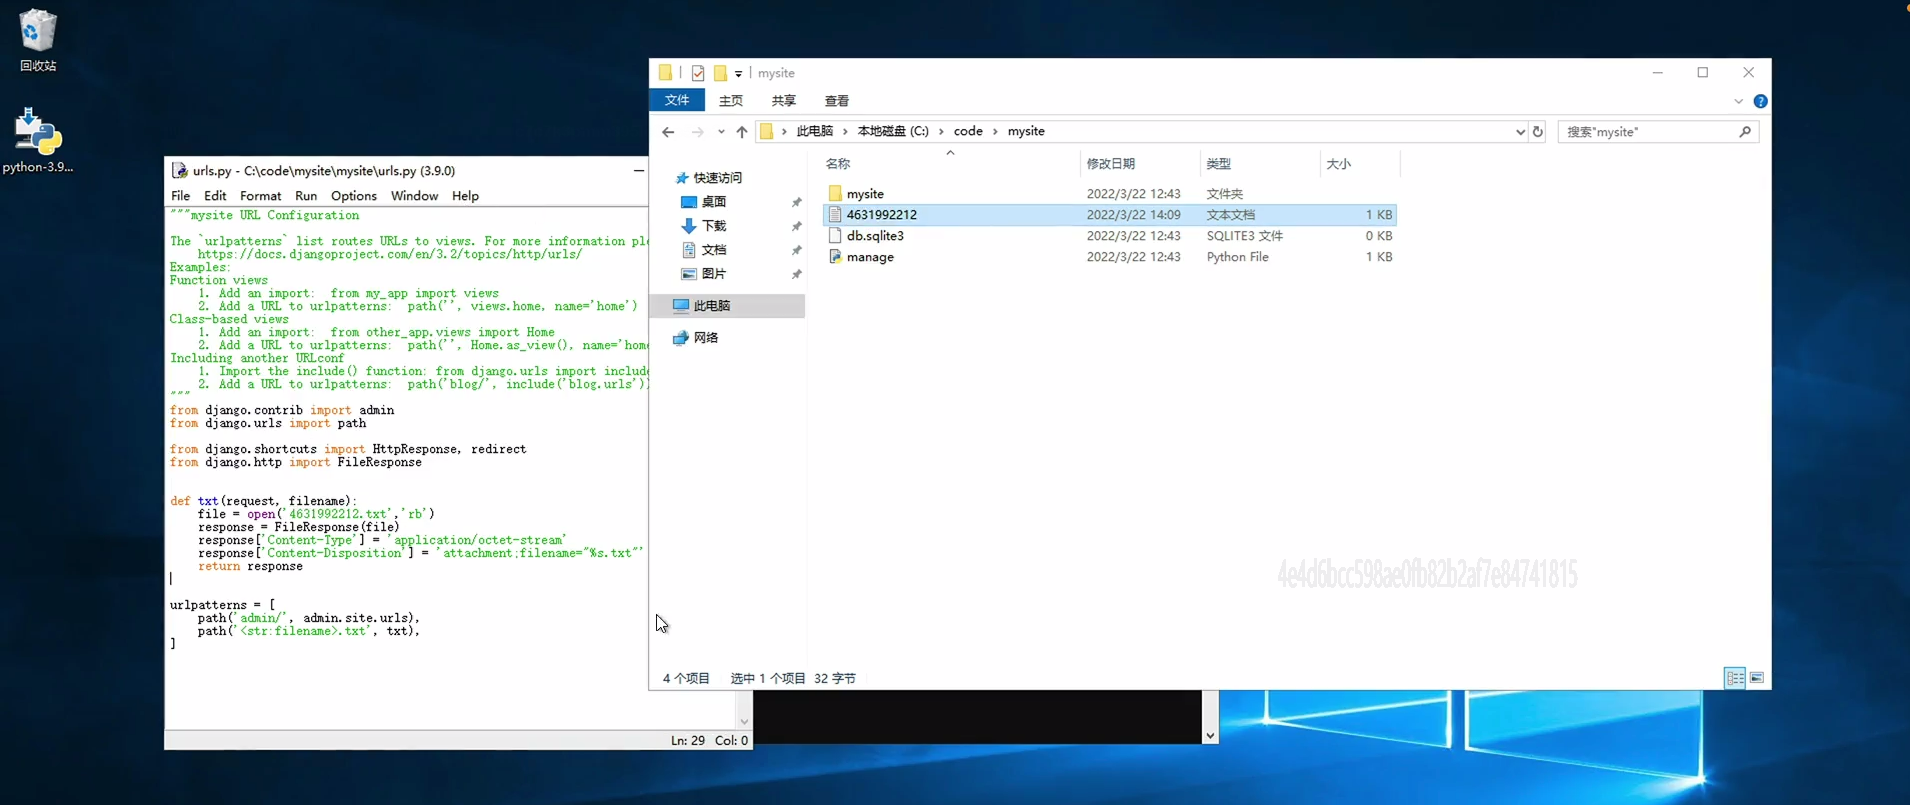 回收站
python-3.9...
urls.py - C:\code\mysite\mysite\urls.py (3.9.0)
File Edit Format Run Options Window Help
"""mysite URL Configuration
The `urlpatterns` list routes URLs to views. For more information ple
https://docs.djangoproject.com/en/3.2/topics/http/urls/
Examples:
Function views
1. Add an import:  from my_app import views
2. Add a URL to urlpatterns:  path('', views.home, name='home')
Class-based views
1. Add an import:  from other_app.views import Home
2. Add a URL to urlpatterns:  path('', Home.as_view(), name='home
Including another URLconf
1. Import the include() function: from django.urls import include
2. Add a URL to urlpatterns:  path('blog/', include('blog.urls'))
"""
from django.contrib import admin
from django.urls import path
from django.shortcuts import HttpResponse, redirect
from django.http import FileResponse
def txt(request, filename):
file = open('4631992212.txt','rb')
response = FileResponse(file)
response['Content-Type'] = 'application/octet-stream'
response['Content-Disposition'] = 'attachment;filename="%s.txt"'
return response
urlpatterns = [
path('admin/', admin.site.urls),
path('<str:filename>.txt', txt),
]
Ln: 29 Col: 0
mysite
文件 主页 共享 查看
此电脑 › 本地磁盘 (C:) › code › mysite
搜索"mysite"
快速访问
桌面
下载
文档
图片
此电脑
网络
名称 修改日期 类型 大小
mysite 2022/3/22 12:43 文件夹
4631992212 2022/3/22 14:09 文本文档 1 KB
db.sqlite3 2022/3/22 12:43 SQLITE3 文件 0 KB
manage 2022/3/22 12:43 Python File 1 KB
4e4d6bcc598ae0fb82b2af7e84741815
4 个项目 选中 1 个项目 32 字节